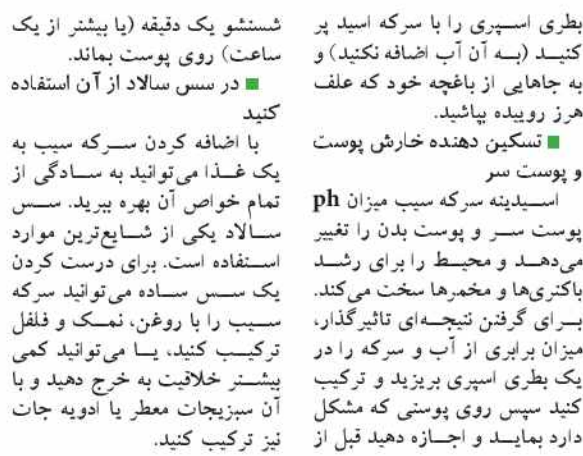 بطری اسپری را با سرکه اسید پر
کنید (به آن آب اضافه نکنید) و
به جاهایی از باغچه خود که علف
هرز روییده بپاشید.
■ تسکین دهنده خارش پوست
و پوست سر
اسیدینه سرکه سیب میزان ph
پوست سر و پوست بدن را تغییر
می‌دهد و محیط را برای رشد
باکتری‌ها و مخمرها سخت می‌کند.
برای گرفتن نتیجه‌ای تاثیرگذار،
میزان برابری از آب و سرکه را در
یک بطری اسپری بریزید و ترکیب
کنید سپس روی پوستی که مشکل
دارد بمایید و اجازه دهید قبل از
شستشو یک دقیقه (یا بیشتر از یک
ساعت) روی پوست بماند.
■ در سس سالاد از آن استفاده
کنید
با اضافه کردن سرکه سیب به
یک غذا می‌توانید به سادگی از
تمام خواص آن بهره ببرید. سس
سالاد یکی از شایع‌ترین موارد
استفاده است. برای درست کردن
یک سس ساده می‌توانید سرکه
سیب را با روغن، نمک و فلفل
ترکیب کنید، یا می‌توانید کمی
بیشتر خلاقیت به خرج دهید و با
آن سبزیجات معطر یا ادویه جات
نیز ترکیب کنید.